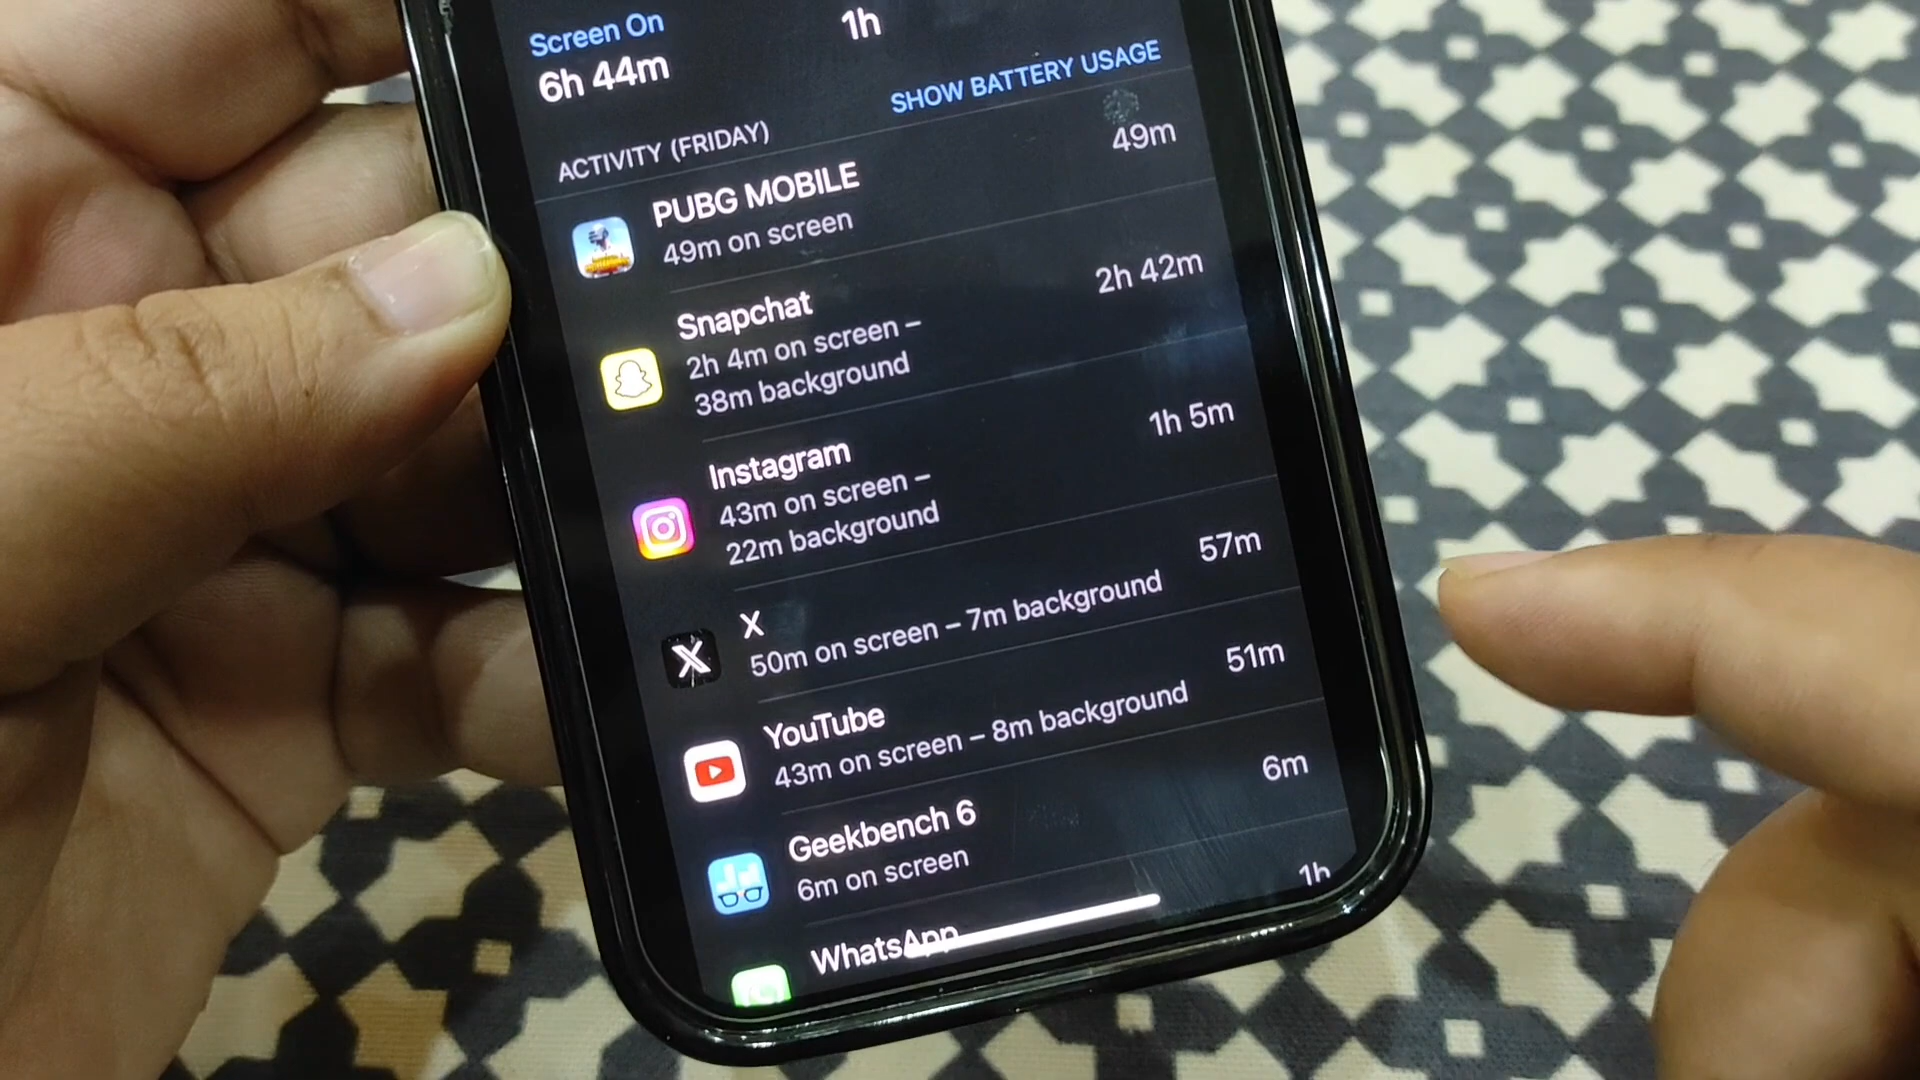 Screen On
6h 44m
1h
SHOW BATTERY USAGE
ACTIVITY (FRIDAY)
PUBG MOBILE
49m on screen
49m
Snapchat
2h 4m on screen –
38m background
2h 42m
Instagram
43m on screen –
22m background
1h 5m
X
50m on screen – 7m background
57m
YouTube
43m on screen – 8m background
51m
Geekbench 6
6m on screen
6m
WhatsApp
1h